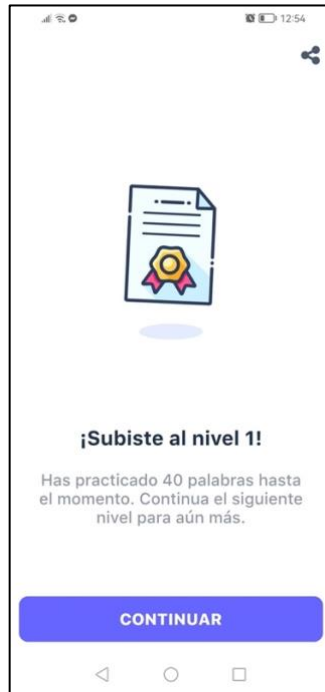 12:54
¡Subiste al nivel 1!
Has practicado 40 palabras hasta
el momento. Continua el siguiente
nivel para aún más.
CONTINUAR